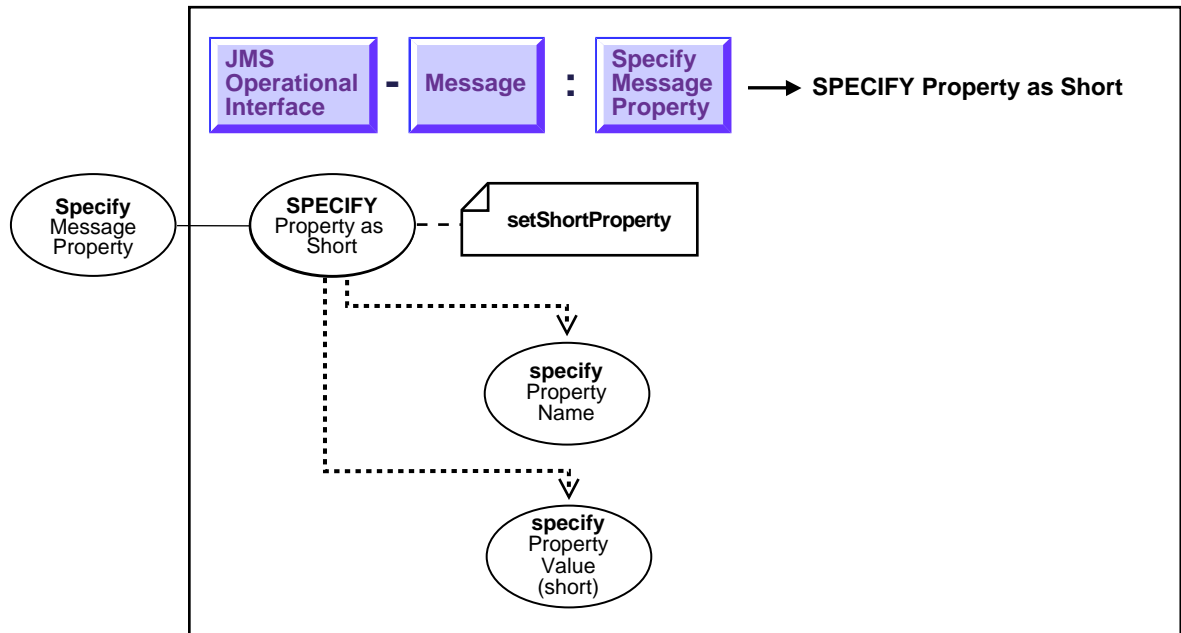 JMS
Operational
Interface
-
Message
:
Specify
Message
Property
SPECIFY Property as Short
Specify
Message
Property
SPECIFY
Property as
Short
setShortProperty
specify
Property
Name
specify
Property
Value
(short)